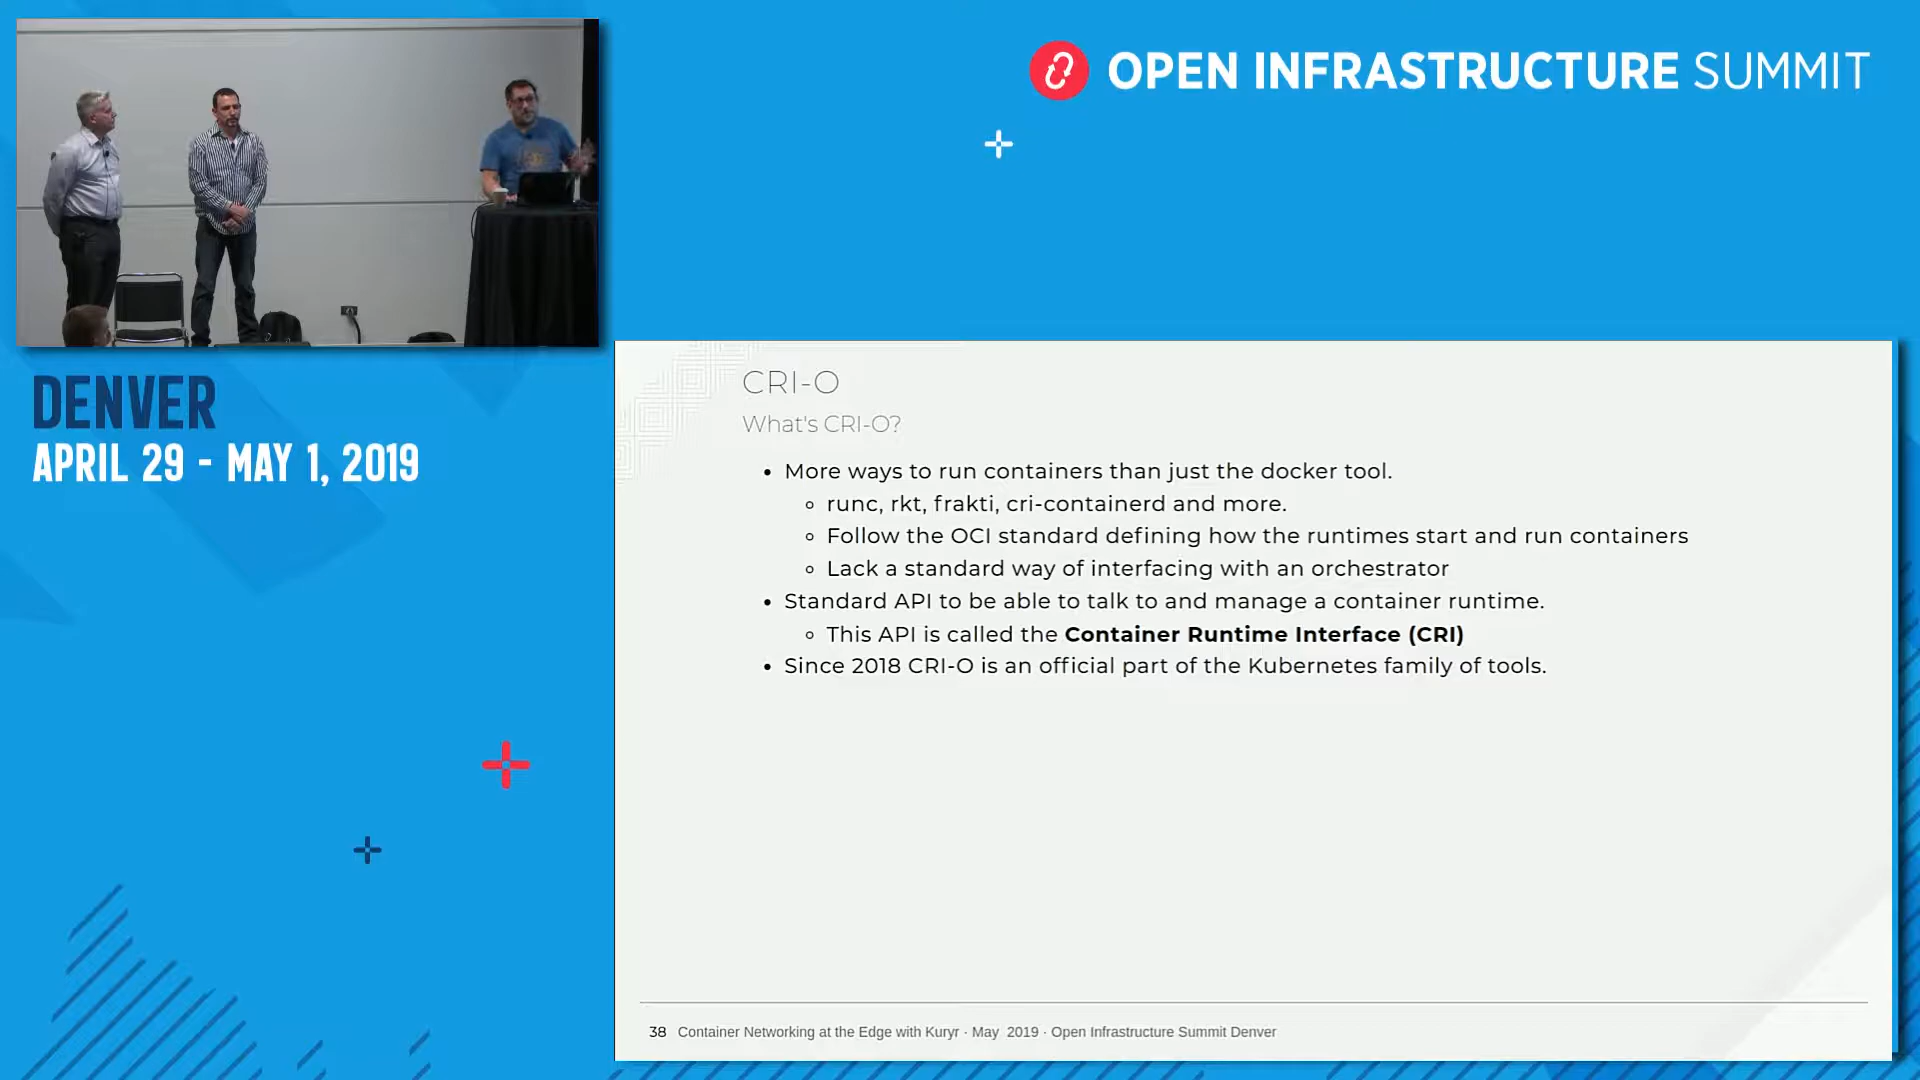 OPEN INFRASTRUCTURE SUMMIT
DENVER
APRIL 29 - MAY 1, 2019
CRI-O
What's CRI-O?
• More ways to run containers than just the docker tool.
◦ runc, rkt, frakti, cri-containerd and more.
◦ Follow the OCI standard defining how the runtimes start and run containers
◦ Lack a standard way of interfacing with an orchestrator
• Standard API to be able to talk to and manage a container runtime.
◦ This API is called the Container Runtime Interface (CRI)
• Since 2018 CRI-O is an official part of the Kubernetes family of tools.
38 Container Networking at the Edge with Kuryr · May 2019 · Open Infrastructure Summit Denver